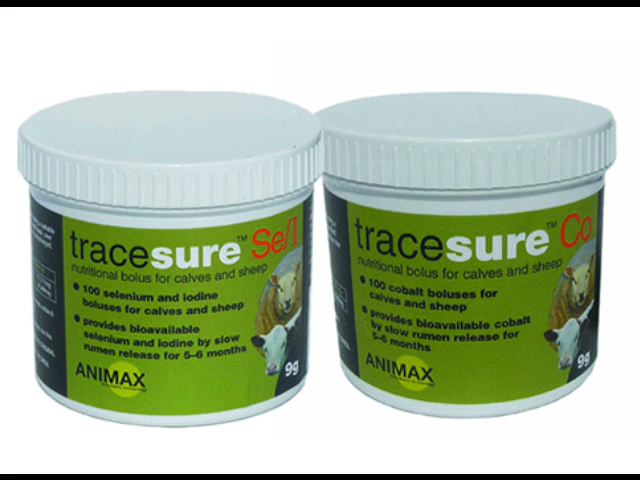 tracesure™ Se/I
nutritional bolus for calves and sheep
• 100 selenium and iodine
boluses for calves and sheep
• provides bioavailable
selenium and iodine by slow
rumen release for 5-6 months
ANIMAX
9g
tracesure™ Co
nutritional bolus for calves and sheep
• 100 cobalt boluses for
calves and sheep
• provides bioavailable cobalt
by slow rumen release for
5-6 months
ANIMAX
9g